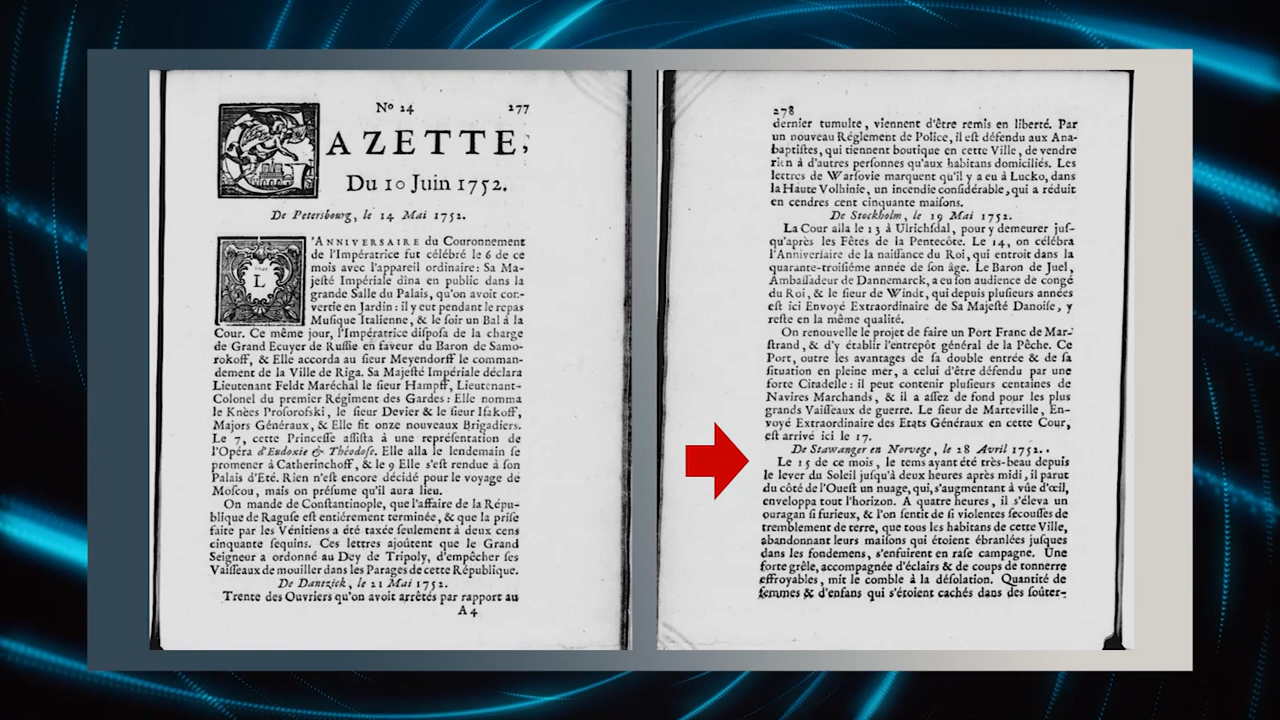 Nº 24 277
GAZETTE,
Du 10 Juin 1752.
De Petersbourg, le 14 Mai 1752.
L'ANNIVERSAIRE du Couronnement
de l'Impératrice fut célébré le 6 de ce
mois avec l'appareil ordinaire: Sa Ma-
jeſté Impériale dîna en public dans la
grande Salle du Palais, qu'on avoit con-
vertie en Jardin: il y eut pendant le repas
Muſique Italienne, & le ſoir un Bal à la
Cour. Ce même jour, l'Impératrice diſpoſa de la charge
de Grand Ecuyer de Ruſſie en faveur du Baron de Samo-
rokoff, & Elle accorda au ſieur Meyendorff le comman-
dement de la Ville de Riga. Sa Majeſté Impériale déclara
Lieutenant Feldt Maréchal le ſieur Hampff, Lieutenant-
Colonel du premier Régiment des Gardes: Elle nomma
le Knèes Proſorofski, le ſieur Devier & le ſieur Iſakoff,
Majors Généraux, & Elle fit onze nouveaux Brigadiers.
Le 7, cette Princeſſe aſſiſta à une repréſentation de
l'Opéra d'Eudoxie & Théodoſe. Elle alla le lendemain ſe
promener à Catherinchoff, & le 9 Elle s'eſt rendue à ſon
Palais d'Eté. Rien n'eſt encore décidé pour le voyage de
Moſcou, mais on préſume qu'il aura lieu.
On mande de Conſtantinople, que l'affaire de la Répu-
blique de Raguſe eſt entiérement terminée, & que la priſe
faite par les Vénitiens a été taxée ſeulement à deux cens
cinquante ſequins. Ces lettres ajoûtent que le Grand
Seigneur a ordonné au Dey de Tripoly, d'empêcher ſes
Vaiſſeaux de mouiller dans les Parages de cette République.
De Dantzick, le 21 Mai 1752.
Trente des Ouvriers qu'on avoit arrêtés par rapport au
A 4
278
dernier tumulte, viennent d'être remis en liberté. Par
un nouveau Réglement de Police, il eſt défendu aux Ana-
baptiſtes, qui tiennent boutique en cette Ville, de vendre
rien à d'autres perſonnes qu'aux habitans domiciliés. Les
lettres de Warſovie marquent qu'il y a eu à Lucko, dans
la Haute Volhinie, un incendie conſidérable, qui a réduit
en cendres cent cinquante maiſons.
De Stockholm, le 19 Mai 1752.
La Cour alla le 13 à Ulrichſdal, pour y demeurer juſ-
qu'après les Fêtes de la Pentecôte. Le 14, on célébra
l'Anniverſaire de la naiſſance du Roi, qui entroit dans la
quarante-troiſiéme année de ſon âge. Le Baron de Juel,
Ambaſſadeur de Dannemarck, a eu ſon audience de congé
du Roi, & le ſieur de Windt, qui depuis pluſieurs années
eſt ici Envoyé Extraordinaire de Sa Majeſté Danoiſe, y
reſte en la même qualité.
On renouvelle le projet de faire un Port Franc de Mar-
ſtrand, & d'y établir l'entrepôt général de la Pêche. Ce
Port, outre les avantages de ſa double entrée & de ſa
ſituation en pleine mer, a celui d'être défendu par une
forte Citadelle: il peut contenir pluſieurs centaines de
Navires Marchands, & il a aſſez de fond pour les plus
grands Vaiſſeaux de guerre. Le ſieur de Marteville, En-
voyé Extraordinaire des Etats Généraux en cette Cour,
eſt arrivé ici le 17.
De Stawanger en Norvege, le 28 Avril 1752.
Le 15 de ce mois, le tems ayant été très-beau depuis
le lever du Soleil juſqu'à deux heures après midi, il parut
du côté de l'Oueſt un nuage, qui, s'augmentant à vûe d'œil,
enveloppa tout l'horizon. A quatre heures, il s'éleva un
ouragan ſi furieux, & l'on ſentit de ſi violentes ſecouſſes de
tremblement de terre, que tous les habitans de cette Ville,
abandonnant leurs maiſons qui étoient ébranlées juſques
dans les fondemens, s'enfuirent en raſe campagne. Une
forte grêle, accompagnée d'éclairs & de coups de tonnerre
effroyables, mit le comble à la déſolation. Quantité de
femmes & d'enfans qui s'étoient cachés dans des ſoûter-